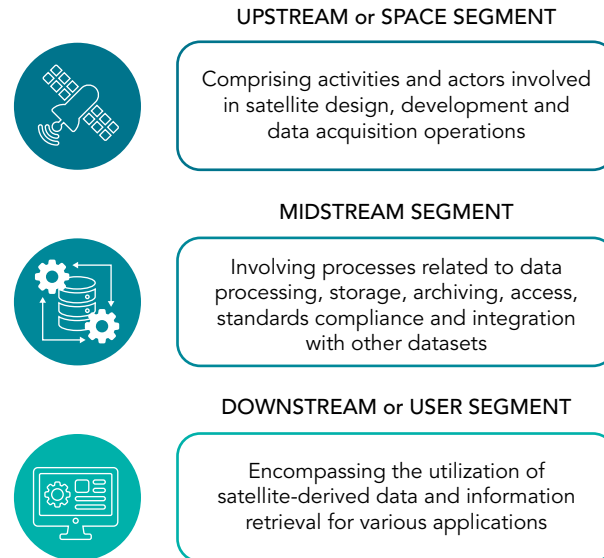 UPSTREAM or SPACE SEGMENT
Comprising activities and actors involved
in satellite design, development and
data acquisition operations
MIDSTREAM SEGMENT
Involving processes related to data
processing, storage, archiving, access,
standards compliance and integration
with other datasets
DOWNSTREAM or USER SEGMENT
Encompassing the utilization of
satellite-derived data and information
retrieval for various applications